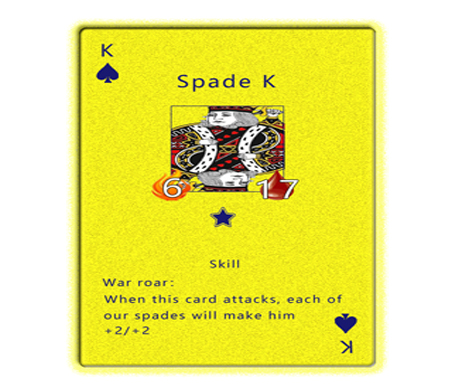 K
Spade K
6 17
Skill
War roar:
When this card attacks, each of
our spades will make him
+2/+2
K